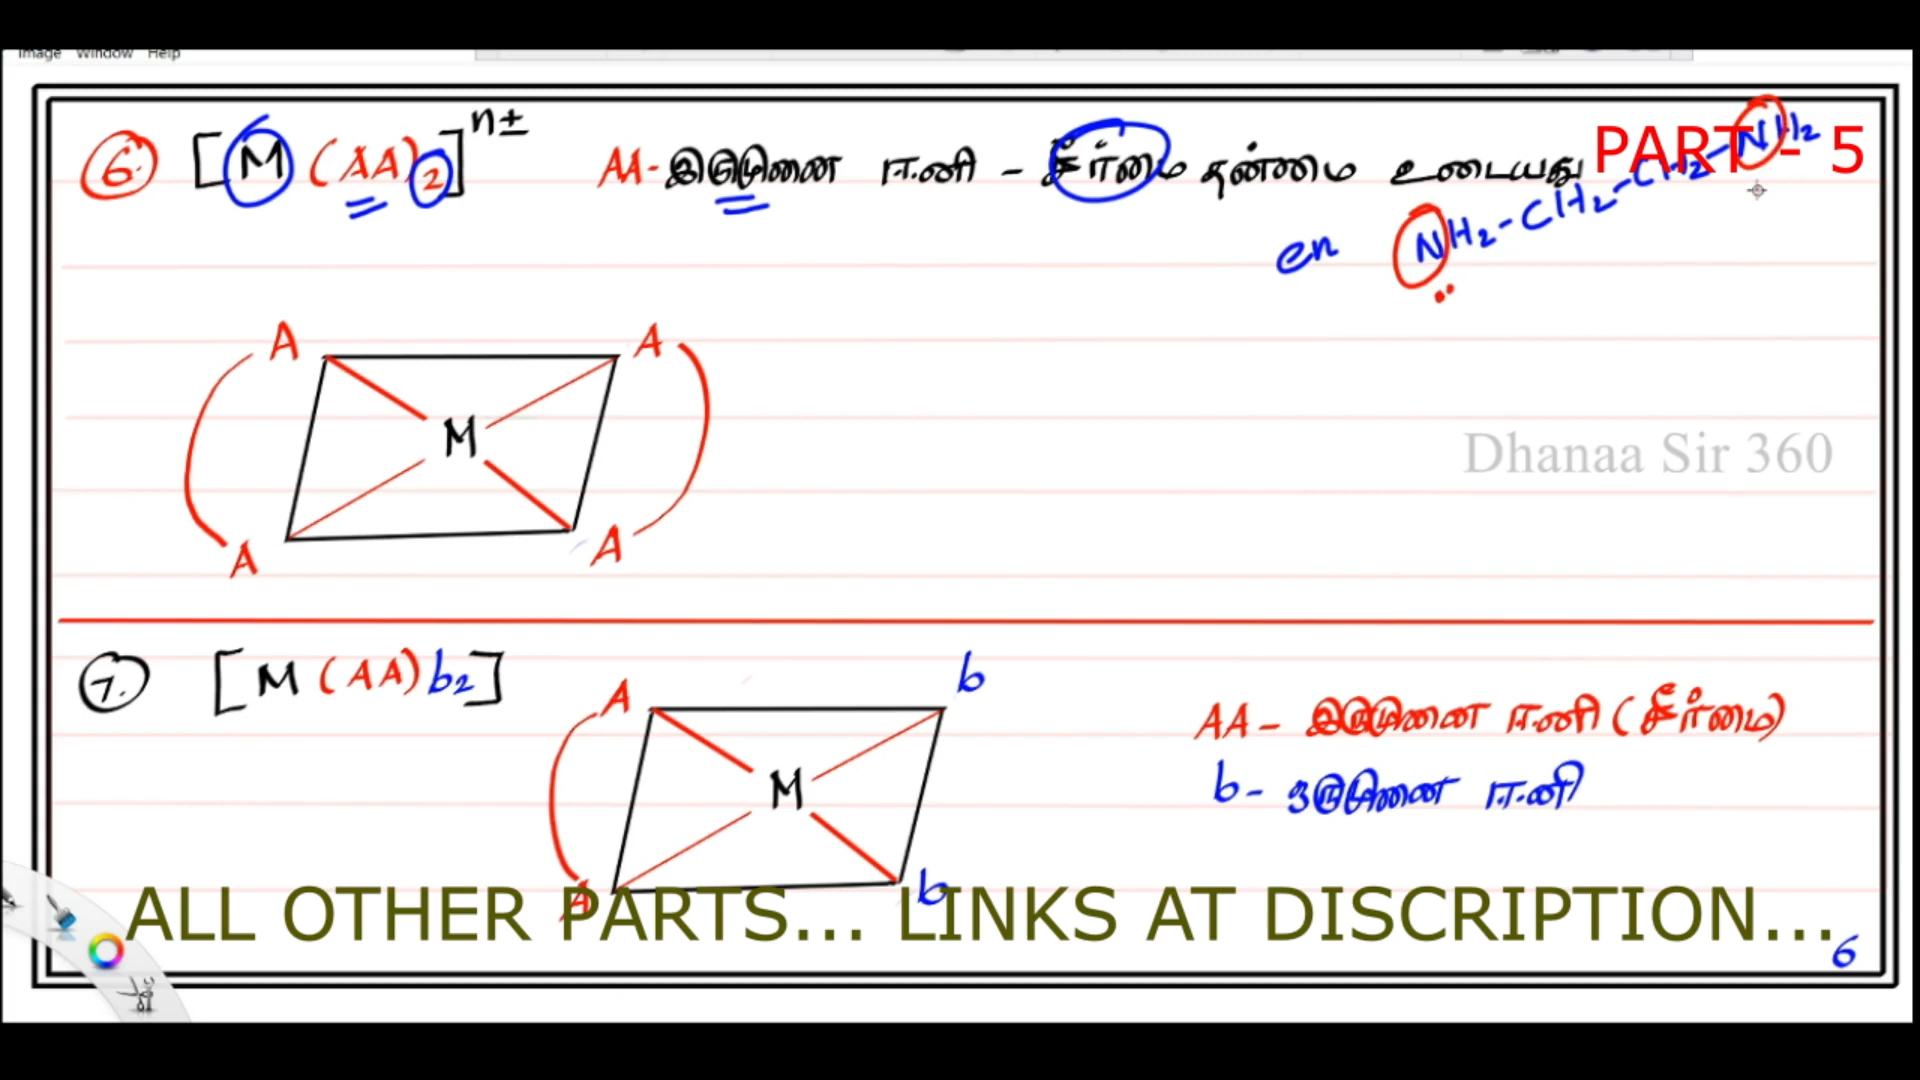 Image Window Help
PART - 5
6. [M (AA)2]n± AA- இருமுனை ஈனி - சீர்மை தன்மை உடையது
en NH2-CH2-CH2-NH2
A A
M
Dhanaa Sir 360
A A
7. [M (AA) b2]
A b
AA- இருமுனை ஈனி (சீர்மை)
M
b- ஒருமுனை ஈனி
A b
ALL OTHER PARTS... LINKS AT DISCRIPTION...
6